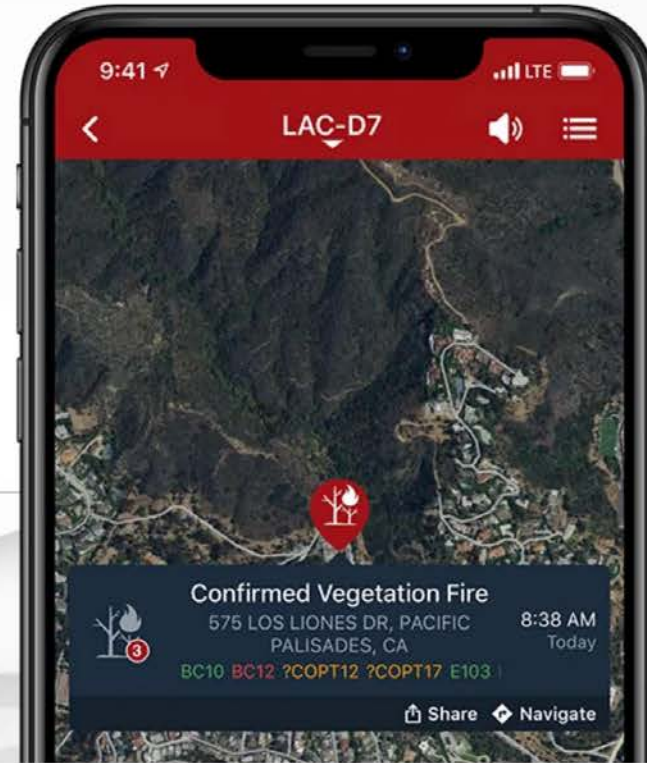 9:41
LTE
LAC-D7
Confirmed Vegetation Fire
575 LOS LIONES DR, PACIFIC
PALISADES, CA
8:38 AM
Today
3
BC10 BC12 ?COPT12 ?COPT17 E103
Share Navigate